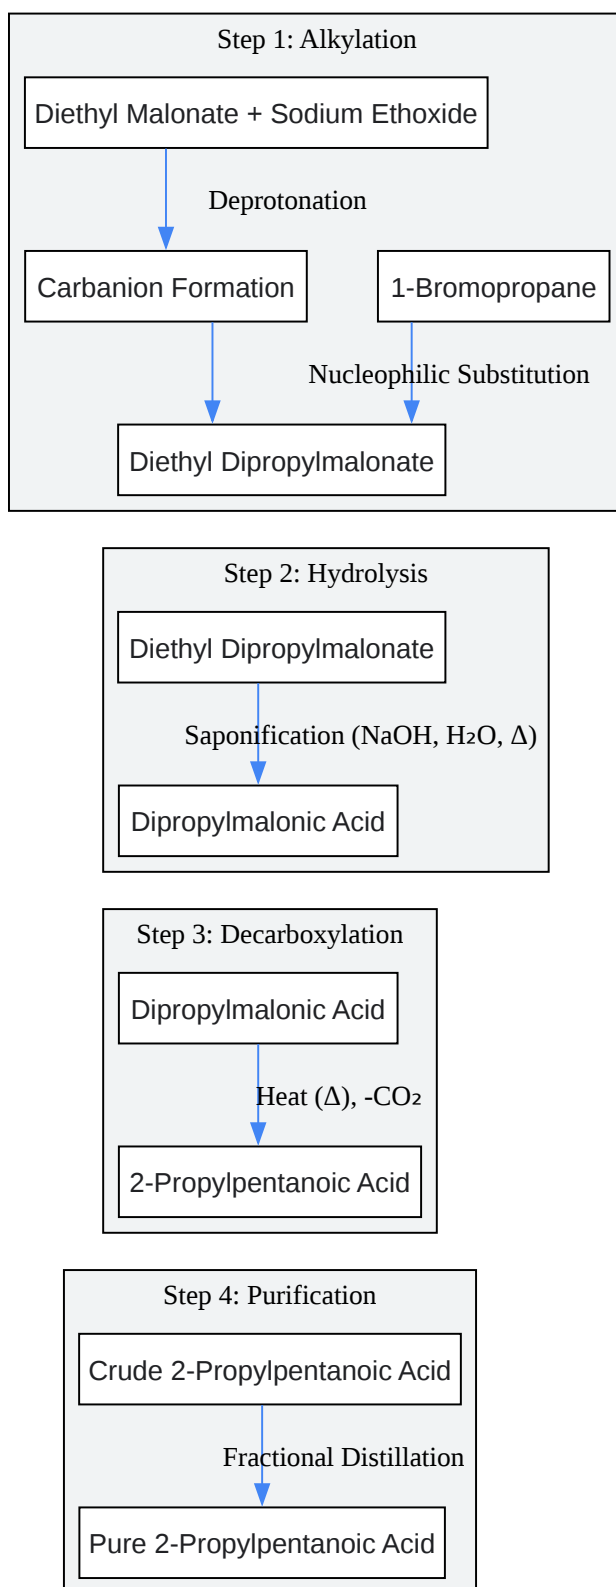 Step 1: Alkylation
Diethyl Malonate + Sodium Ethoxide
Deprotonation
Carbanion Formation
1-Bromopropane
Nucleophilic Substitution
Diethyl Dipropylmalonate
Step 2: Hydrolysis
Diethyl Dipropylmalonate
Saponification (NaOH, H₂O, Δ)
Dipropylmalonic Acid
Step 3: Decarboxylation
Dipropylmalonic Acid
Heat (Δ), -CO₂
2-Propylpentanoic Acid
Step 4: Purification
Crude 2-Propylpentanoic Acid
Fractional Distillation
Pure 2-Propylpentanoic Acid